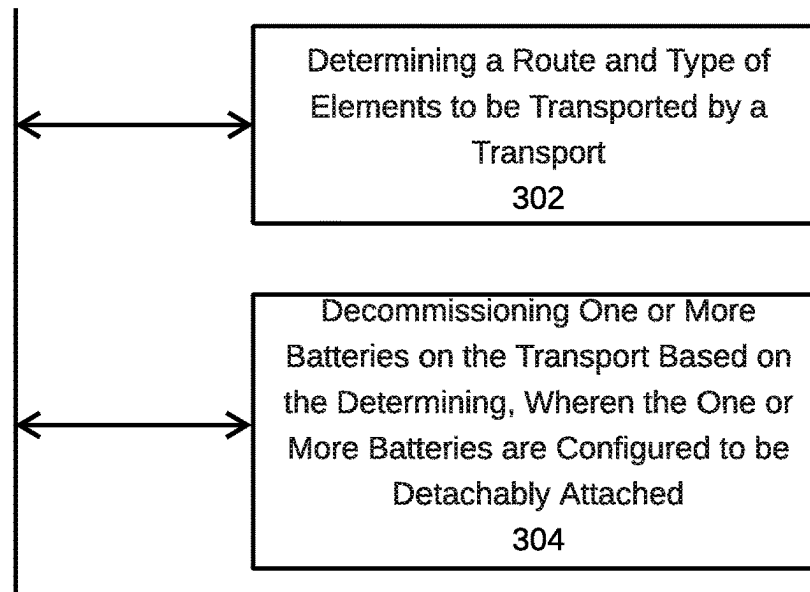 Determining a Route and Type of
Elements to be Transported by a
Transport
302
Decommissioning One or More
Batteries on the Transport Based on
the Determining, Wheren the One or
More Batteries are Configured to be
Detachably Attached
304